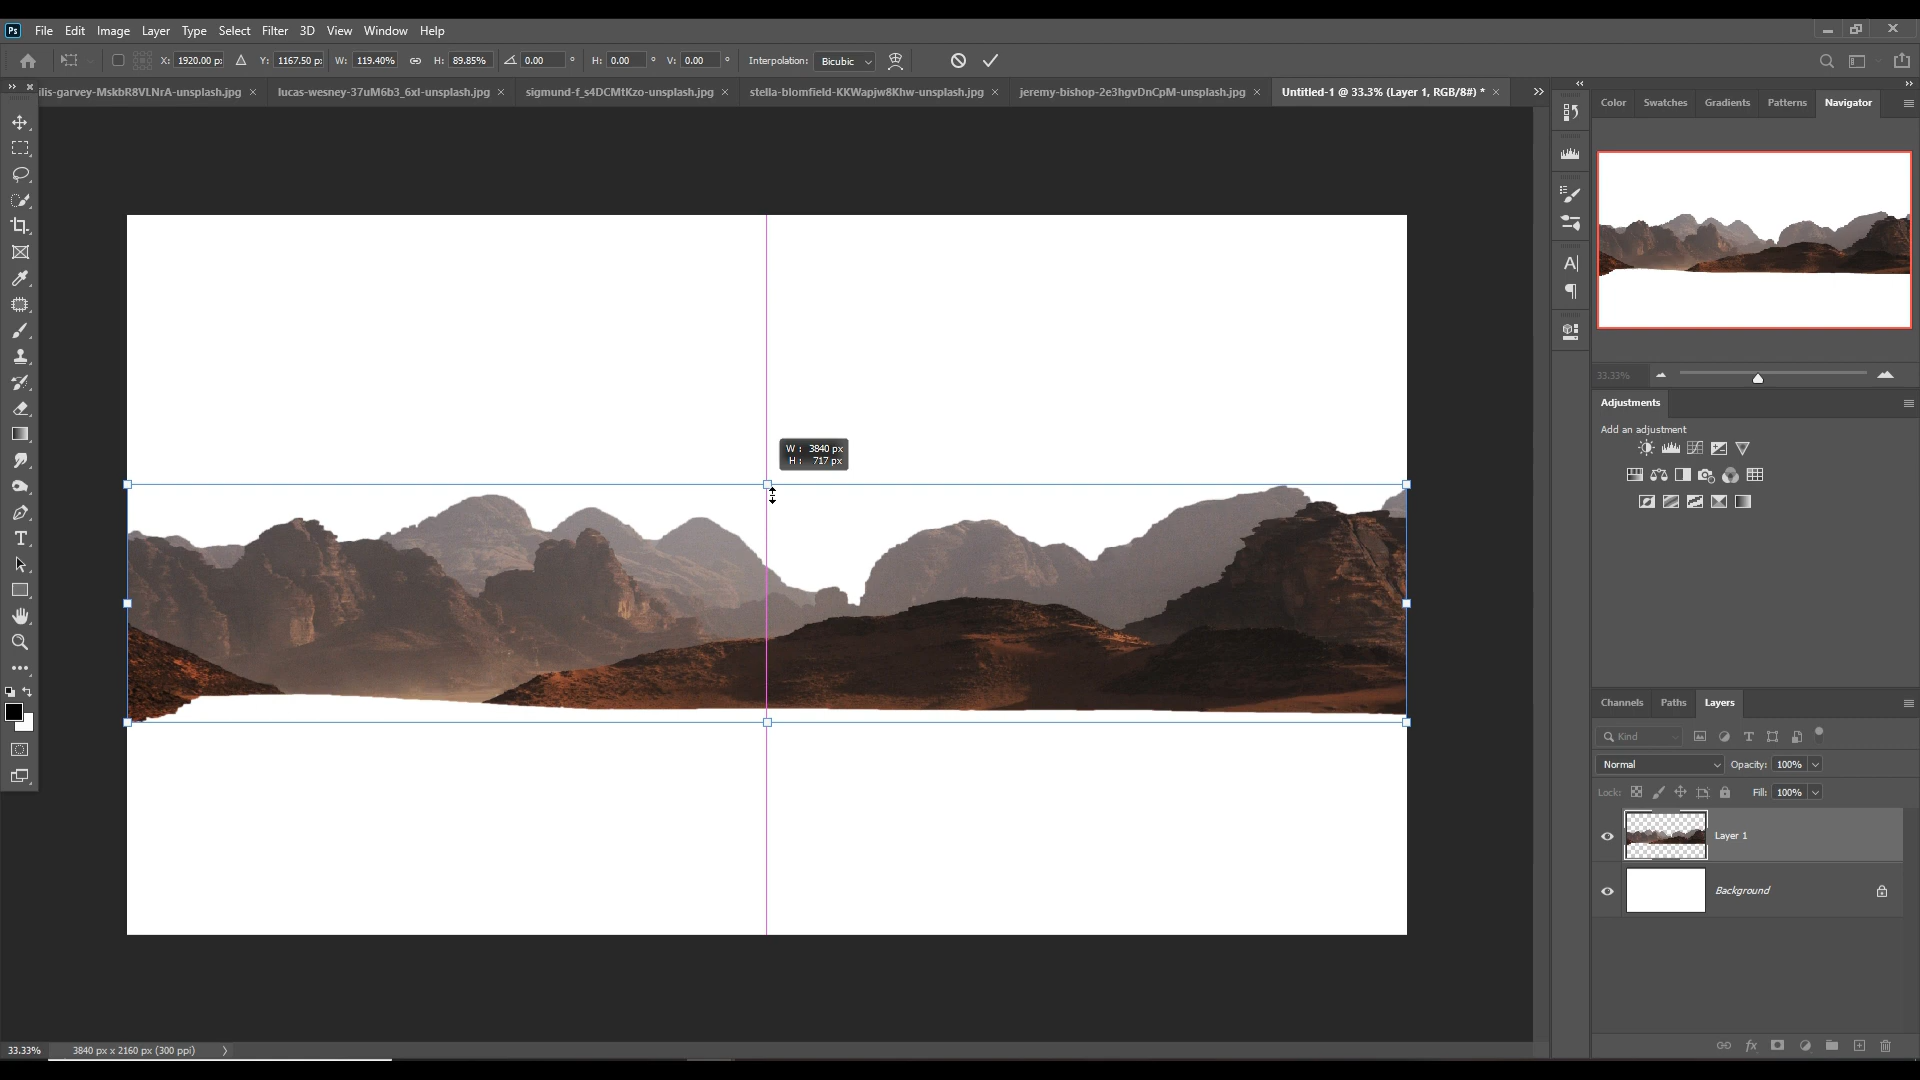 Ps File Edit Image Layer Type Select Filter 3D View Window Help
X: 1920.00 px Y: 1167.50 px W: 119.40% H: 89.85% 0.00 ° H: 0.00 ° V: 0.00 ° Interpolation: Bicubic
ilis-garvey-MskbR8VLNrA-unsplash.jpg × lucas-wesney-37uM6b3_6xI-unsplash.jpg × sigmund-f_s4DCMtKzo-unsplash.jpg × stella-blomfield-KKWapjw8Khw-unsplash.jpg × jeremy-bishop-2e3hgvDnCpM-unsplash.jpg × Untitled-1 @ 33.3% (Layer 1, RGB/8#) * ×
Color Swatches Gradients Patterns Navigator
33.33%
Adjustments
Add an adjustment
W : 3840 px
H : 717 px
Channels Paths Layers
Kind
Normal Opacity: 100%
Lock: Fill: 100%
Layer 1
Background
33.33% 3840 px x 2160 px (300 ppi)
fx